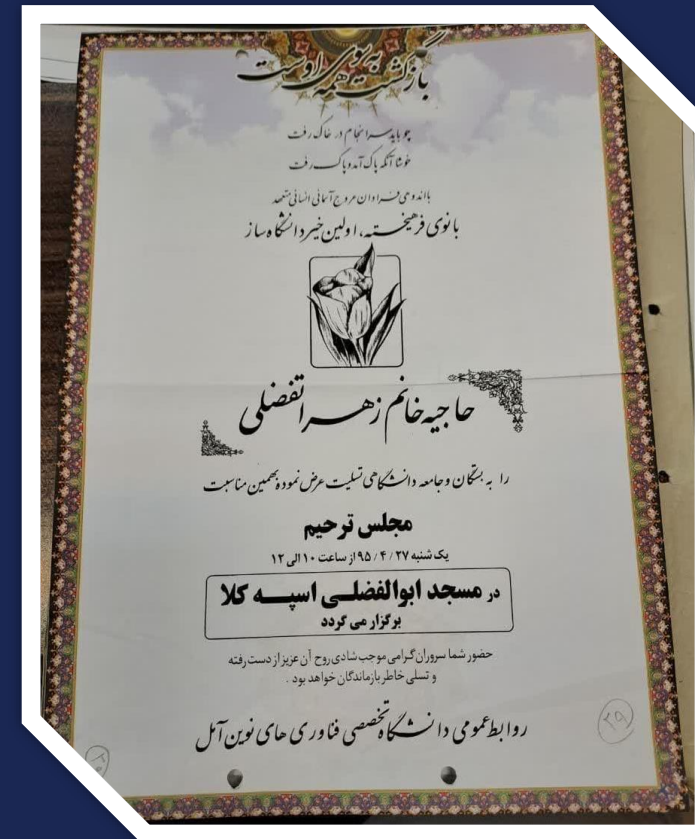 بازگشت همه بسوی اوست
چو باید سرانجام در خاک رفت
خوشا آنکه پاک آمد و پاک رفت
با اندوهی فراوان عروج آسمانی انسانی متعهد
بانوی فرهیخته، اولین خیر دانشگاه ساز
حاجیه خانم زهرا تفضلی
را به بستگان و جامعه دانشگاهی تسلیت عرض نموده بهمین مناسبت
مجلس ترحیم
یک شنبه ۹۵/۴/۲۷ از ساعت ۱۰ الی ۱۲
در مسجد ابوالفضلی اسپه کلا
برگزار می گردد
حضور شما سروران گرامی موجب شادی روح آن عزیز از دست رفته
و تسلی خاطر بازماندگان خواهد بود .
روابط عمومی دانشگاه تخصصی فناوری های نوین آمل
۳۹